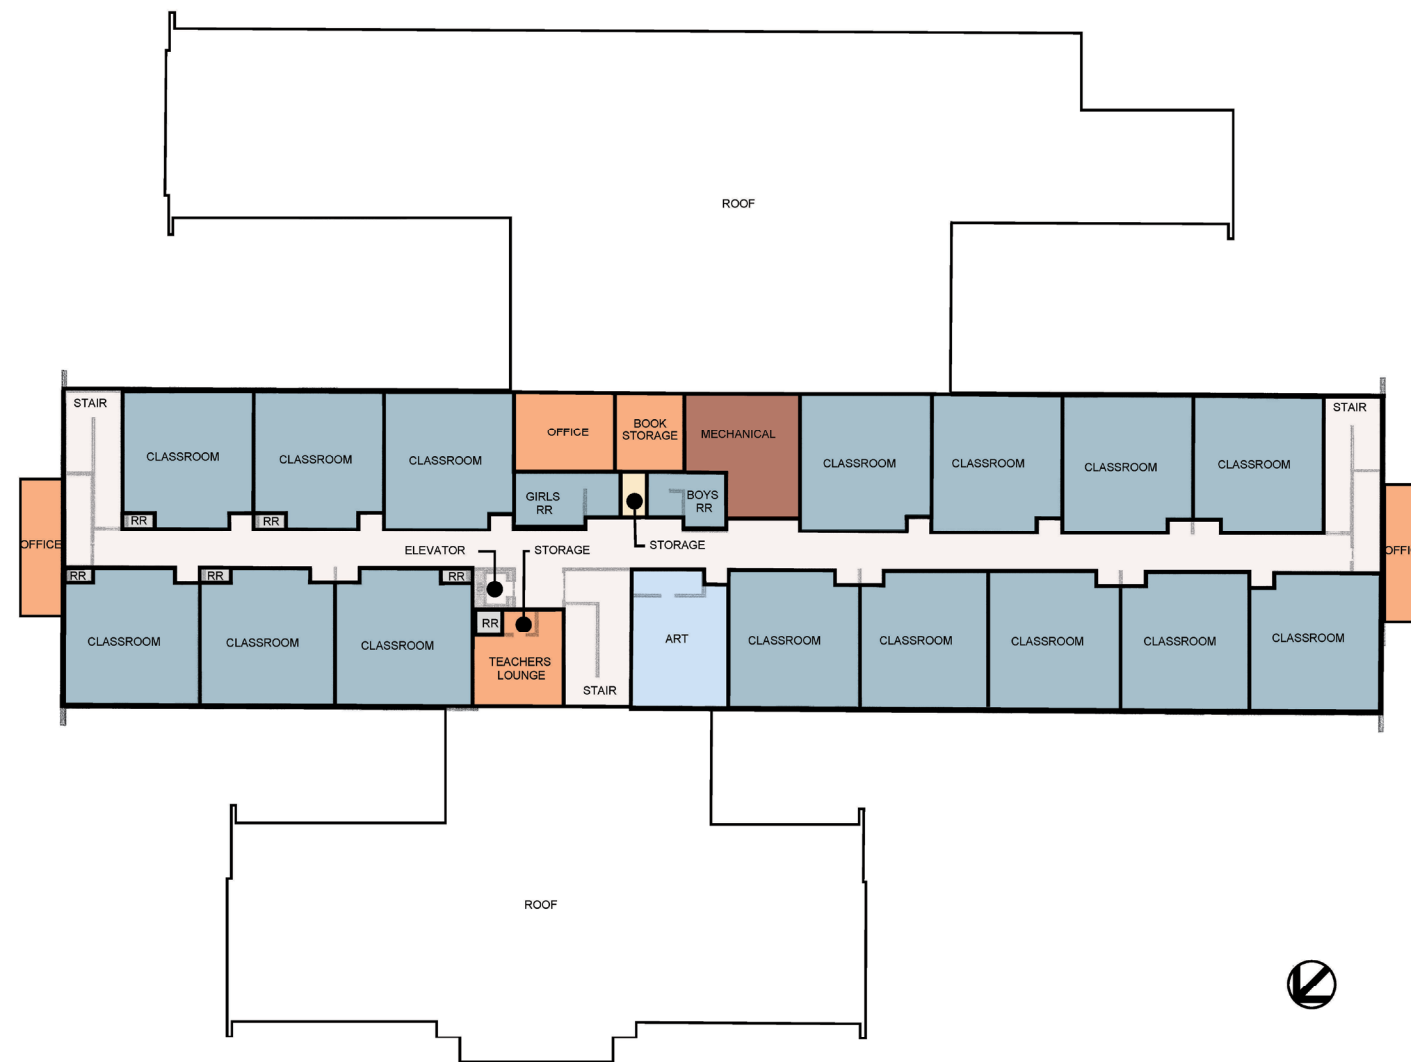 ROOF
STAIR
STAIR
OFFICE
BOOK
STORAGE
MECHANICAL
CLASSROOM
CLASSROOM
CLASSROOM
CLASSROOM
CLASSROOM
CLASSROOM
CLASSROOM
GIRLS
RR
BOYS
RR
RR
RR
OFFICE
ELEVATOR
STORAGE
STORAGE
OFFI
RR
RR
RR
RR
CLASSROOM
CLASSROOM
CLASSROOM
TEACHERS
LOUNGE
STAIR
ART
CLASSROOM
CLASSROOM
CLASSROOM
CLASSROOM
CLASSROOM
ROOF